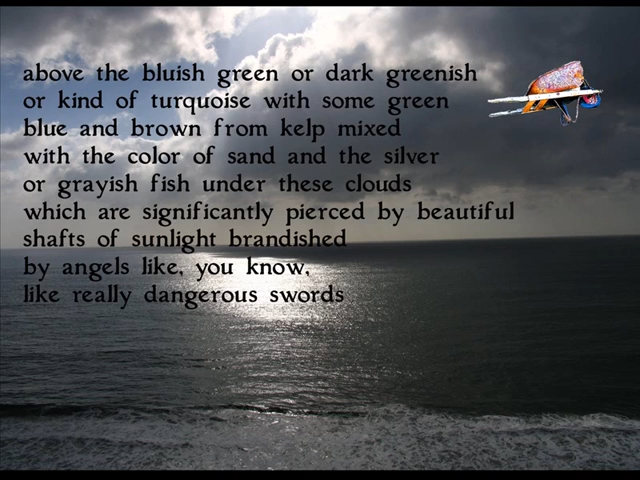 above the bluish green or dark greenish
or kind of turquoise with some green
blue and brown from kelp mixed
with the color of sand and the silver
or grayish fish under these clouds
which are significantly pierced by beautiful
shafts of sunlight brandished
by angels like, you know,
like really dangerous swords